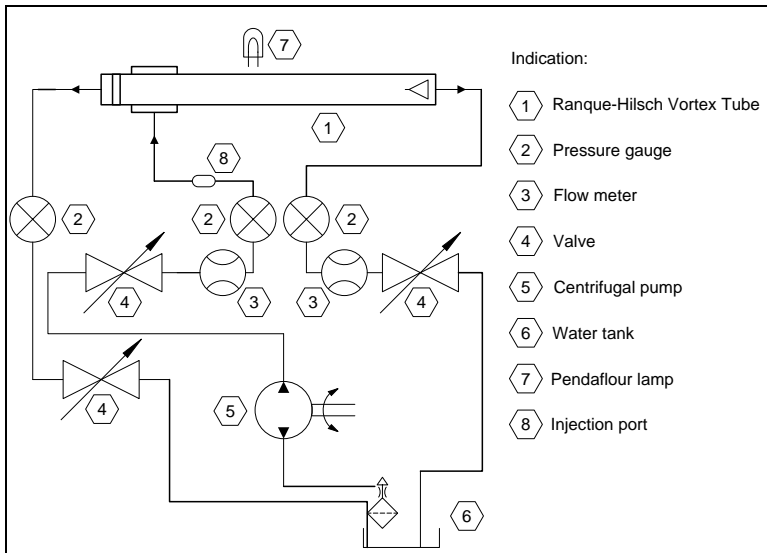 7
Indication:
1 Ranque-Hilsch Vortex Tube
1
8
2 Pressure gauge
2
2
2
3 Flow meter
4 Valve
4
3
3
4
5 Centrifugal pump
6 Water tank
7 Pendaflour lamp
4
5
8 Injection port
6